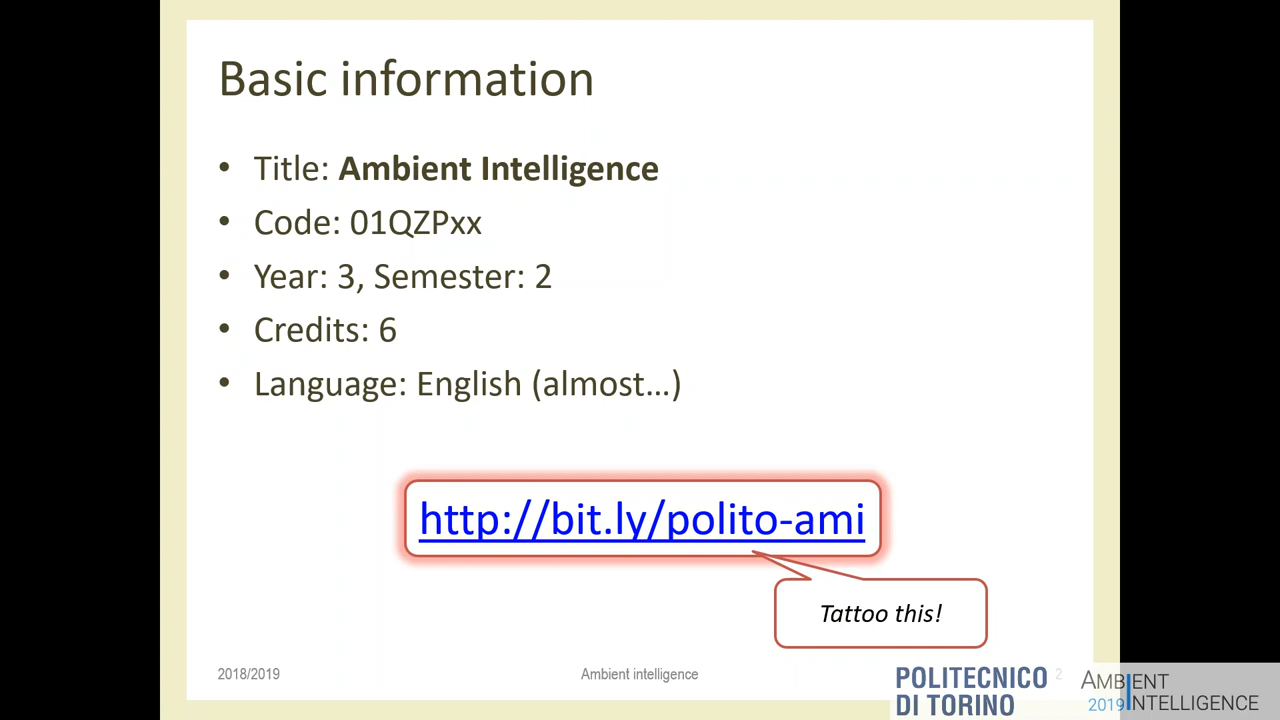 Basic information
• Title: Ambient Intelligence
• Code: 01QZPxx
• Year: 3, Semester: 2
• Credits: 6
• Language: English (almost…)
http://bit.ly/polito-ami
Tattoo this!
2018/2019
Ambient intelligence
2
POLITECNICO
DI TORINO
AMBIENT
2019 INTELLIGENCE